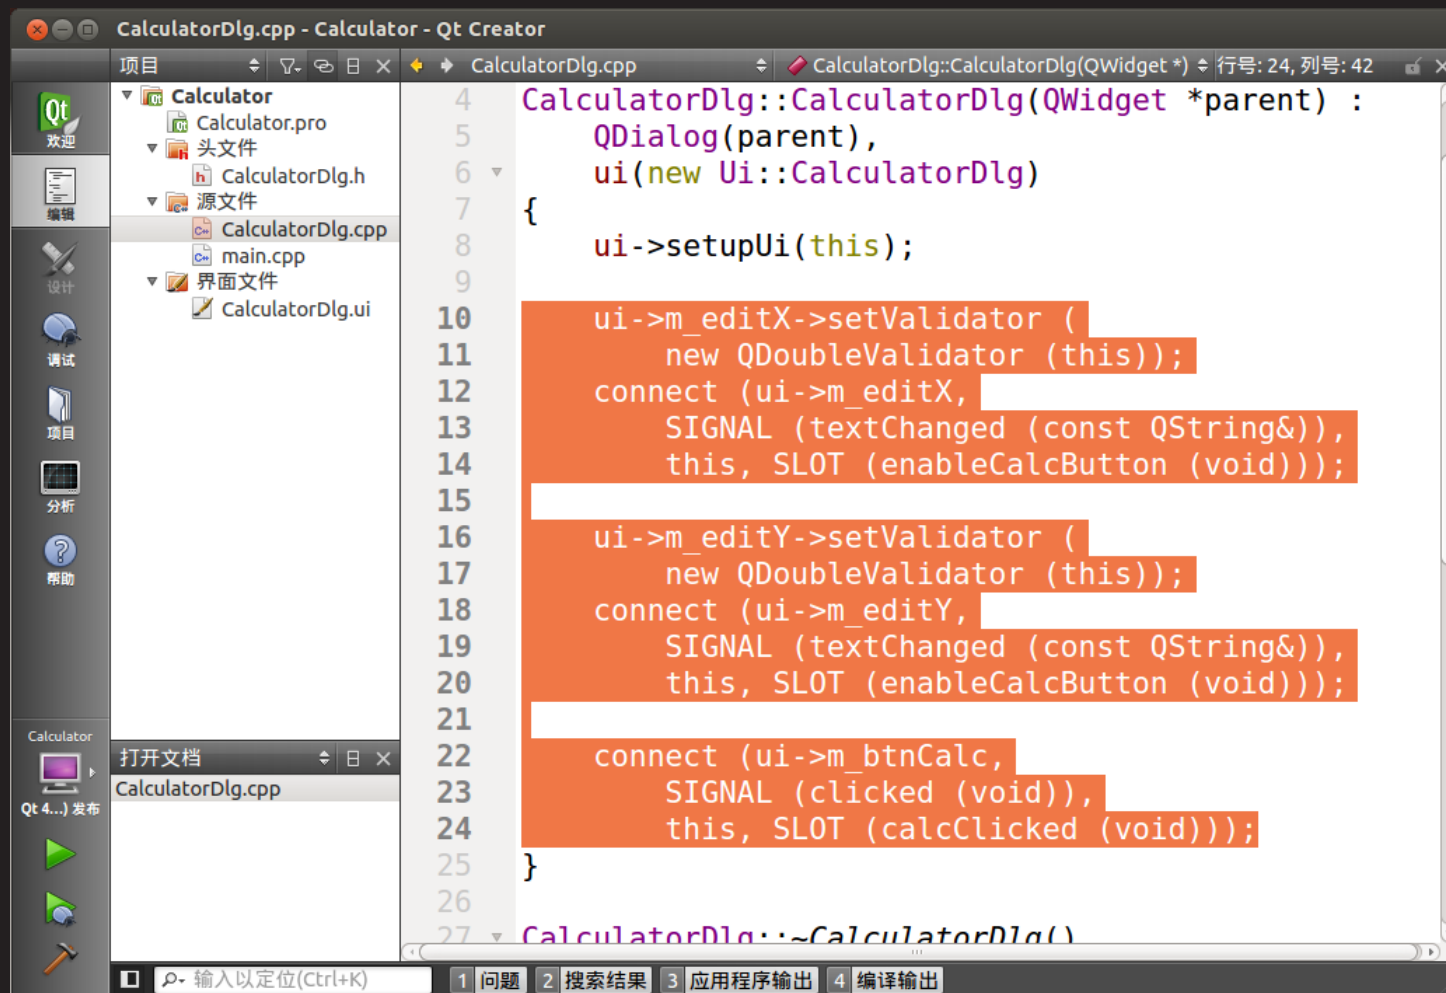 CalculatorDlg.cpp - Calculator - Qt Creator
项目
CalculatorDlg.cpp
CalculatorDlg::CalculatorDlg(QWidget *)
行号: 24, 列号: 42
Qt
欢迎
编辑
设计
调试
项目
分析
帮助
Calculator
Qt 4...) 发布
Calculator
Calculator.pro
头文件
CalculatorDlg.h
源文件
CalculatorDlg.cpp
main.cpp
界面文件
CalculatorDlg.ui
打开文档
CalculatorDlg.cpp
4 CalculatorDlg::CalculatorDlg(QWidget *parent) :
5     QDialog(parent),
6     ui(new Ui::CalculatorDlg)
7 {
8     ui->setupUi(this);
9
10     ui->m_editX->setValidator (
11         new QDoubleValidator (this));
12     connect (ui->m_editX,
13         SIGNAL (textChanged (const QString&)),
14         this, SLOT (enableCalcButton (void)));
15
16     ui->m_editY->setValidator (
17         new QDoubleValidator (this));
18     connect (ui->m_editY,
19         SIGNAL (textChanged (const QString&)),
20         this, SLOT (enableCalcButton (void)));
21
22     connect (ui->m_btnCalc,
23         SIGNAL (clicked (void)),
24         this, SLOT (calcClicked (void)));
25 }
26
27 CalculatorDlg::~CalculatorDlg()
输入以定位(Ctrl+K)
1 问题 2 搜索结果 3 应用程序输出 4 编译输出